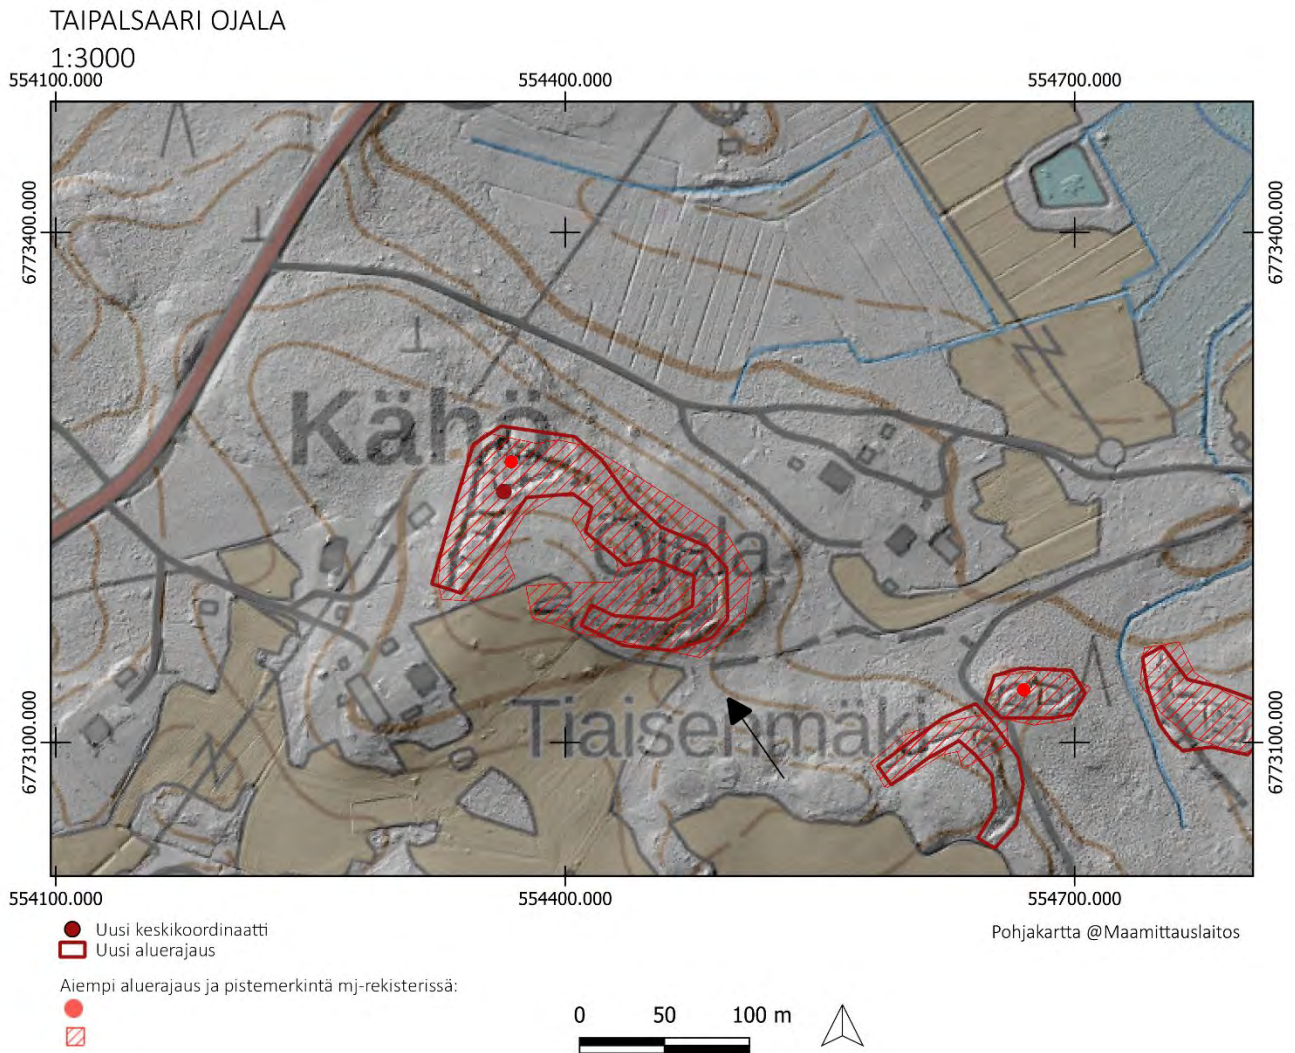 TAIPALSAARI OJALA
1:3000
554100.000
554400.000
554700.000
6773400.000
6773400.000
Kähö
Ojala
Tiaisenmäki
6773100.000
6773100.000
554100.000
554400.000
554700.000
Uusi keskikoordinaatti
Uusi aluerajaus
Pohjakartta @Maamittauslaitos
Aiempi aluerajaus ja pistemerkintä mj-rekisterissä:
0 50 100 m